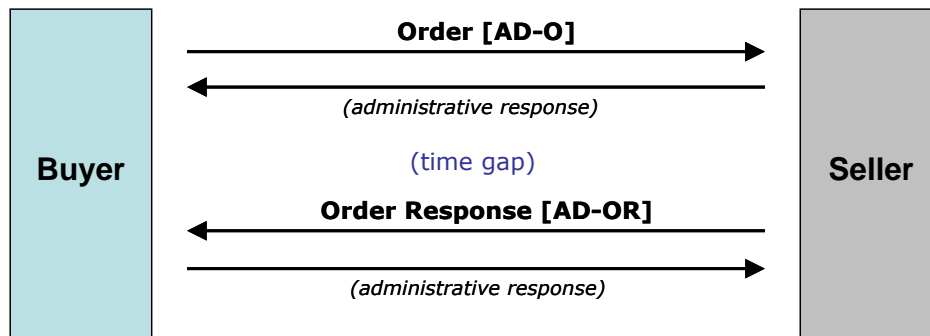 Order [AD-O]
(administrative response)
Buyer
(time gap)
Seller
Order Response [AD-OR]
(administrative response)